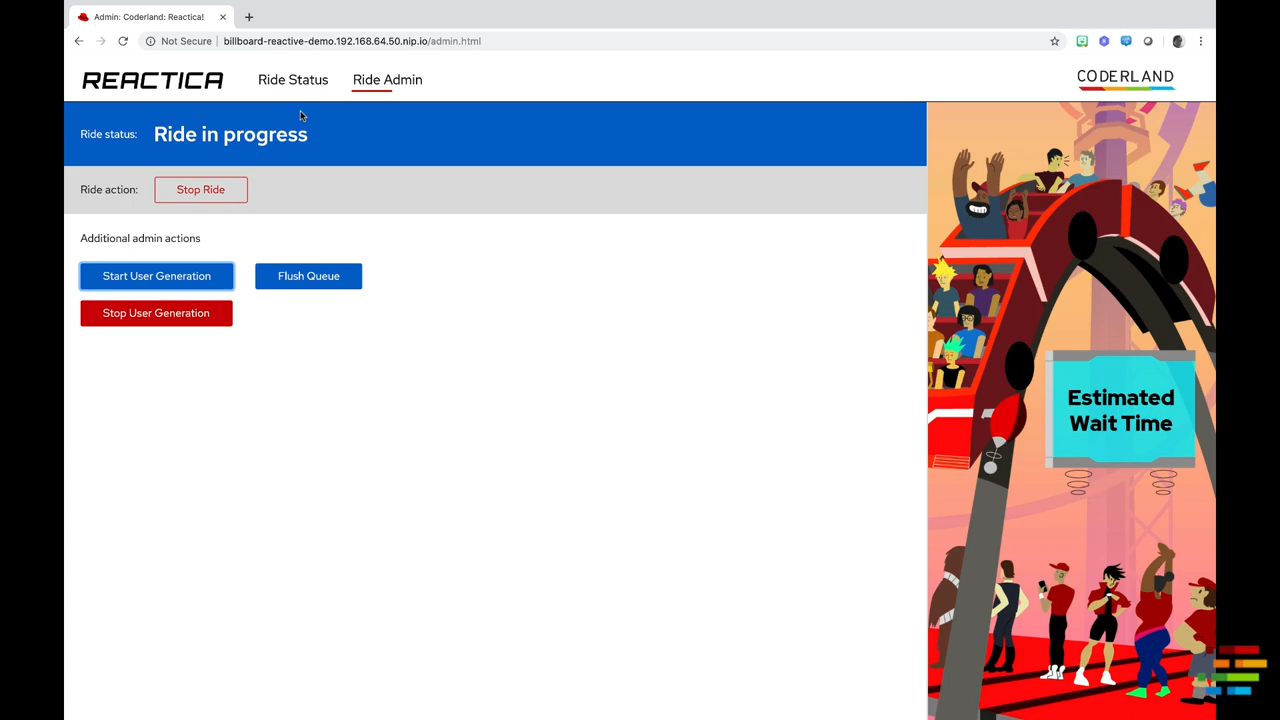 Admin: Coderland: Reactica!
Not Secure
billboard-reactive-demo.192.168.64.50.nip.io/admin.html
REACTICA
Ride Status
Ride Admin
CODERLAND
Ride status: Ride in progress
Ride action: Stop Ride
Additional admin actions
Start User Generation
Flush Queue
Stop User Generation
Estimated
Wait Time